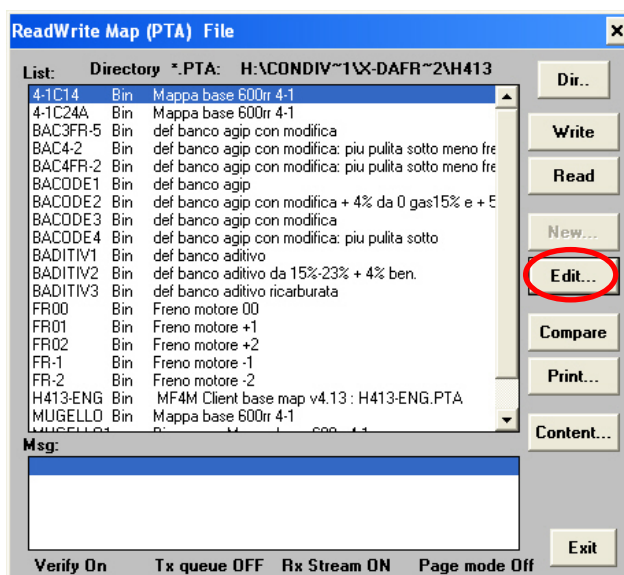 ReadWrite Map (PTA) File
List: Directory *.PTA: H:\CONDIV~1\X-DAFR~2\H413
Dir..
4-1C14 Bin Mappa base 600rr 4-1
4-1C24A Bin Mappa base 600rr 4-1
BAC3FR-5 Bin def banco agip con modifica
BAC4-2 Bin def banco agip con modifica: piu pulita sotto meno fre
BAC4FR-2 Bin def banco agip con modifica: piu pulita sotto meno fre
BACODE1 Bin def banco agip
BACODE2 Bin def banco agip con modifica + 4% da 0 gas15% e + 5
BACODE3 Bin def banco agip con modifica
BACODE4 Bin def banco agip con modifica: piu pulita sotto
BADITIV1 Bin def banco aditivo
BADITIV2 Bin def banco aditivo da 15%-23% + 4% ben.
BADITIV3 Bin def banco aditivo ricarburata
FR00 Bin Freno motore 00
FR01 Bin Freno motore +1
FR02 Bin Freno motore +2
FR-1 Bin Freno motore -1
FR-2 Bin Freno motore -2
H413-ENG Bin MF4M Client base map v4.13 : H413-ENG.PTA
MUGELLO Bin Mappa base 600rr 4-1
Write
Read
New...
Edit...
Compare
Print...
Content...
Msg:
Exit
Verify On Tx queue OFF Rx Stream ON Page mode Off